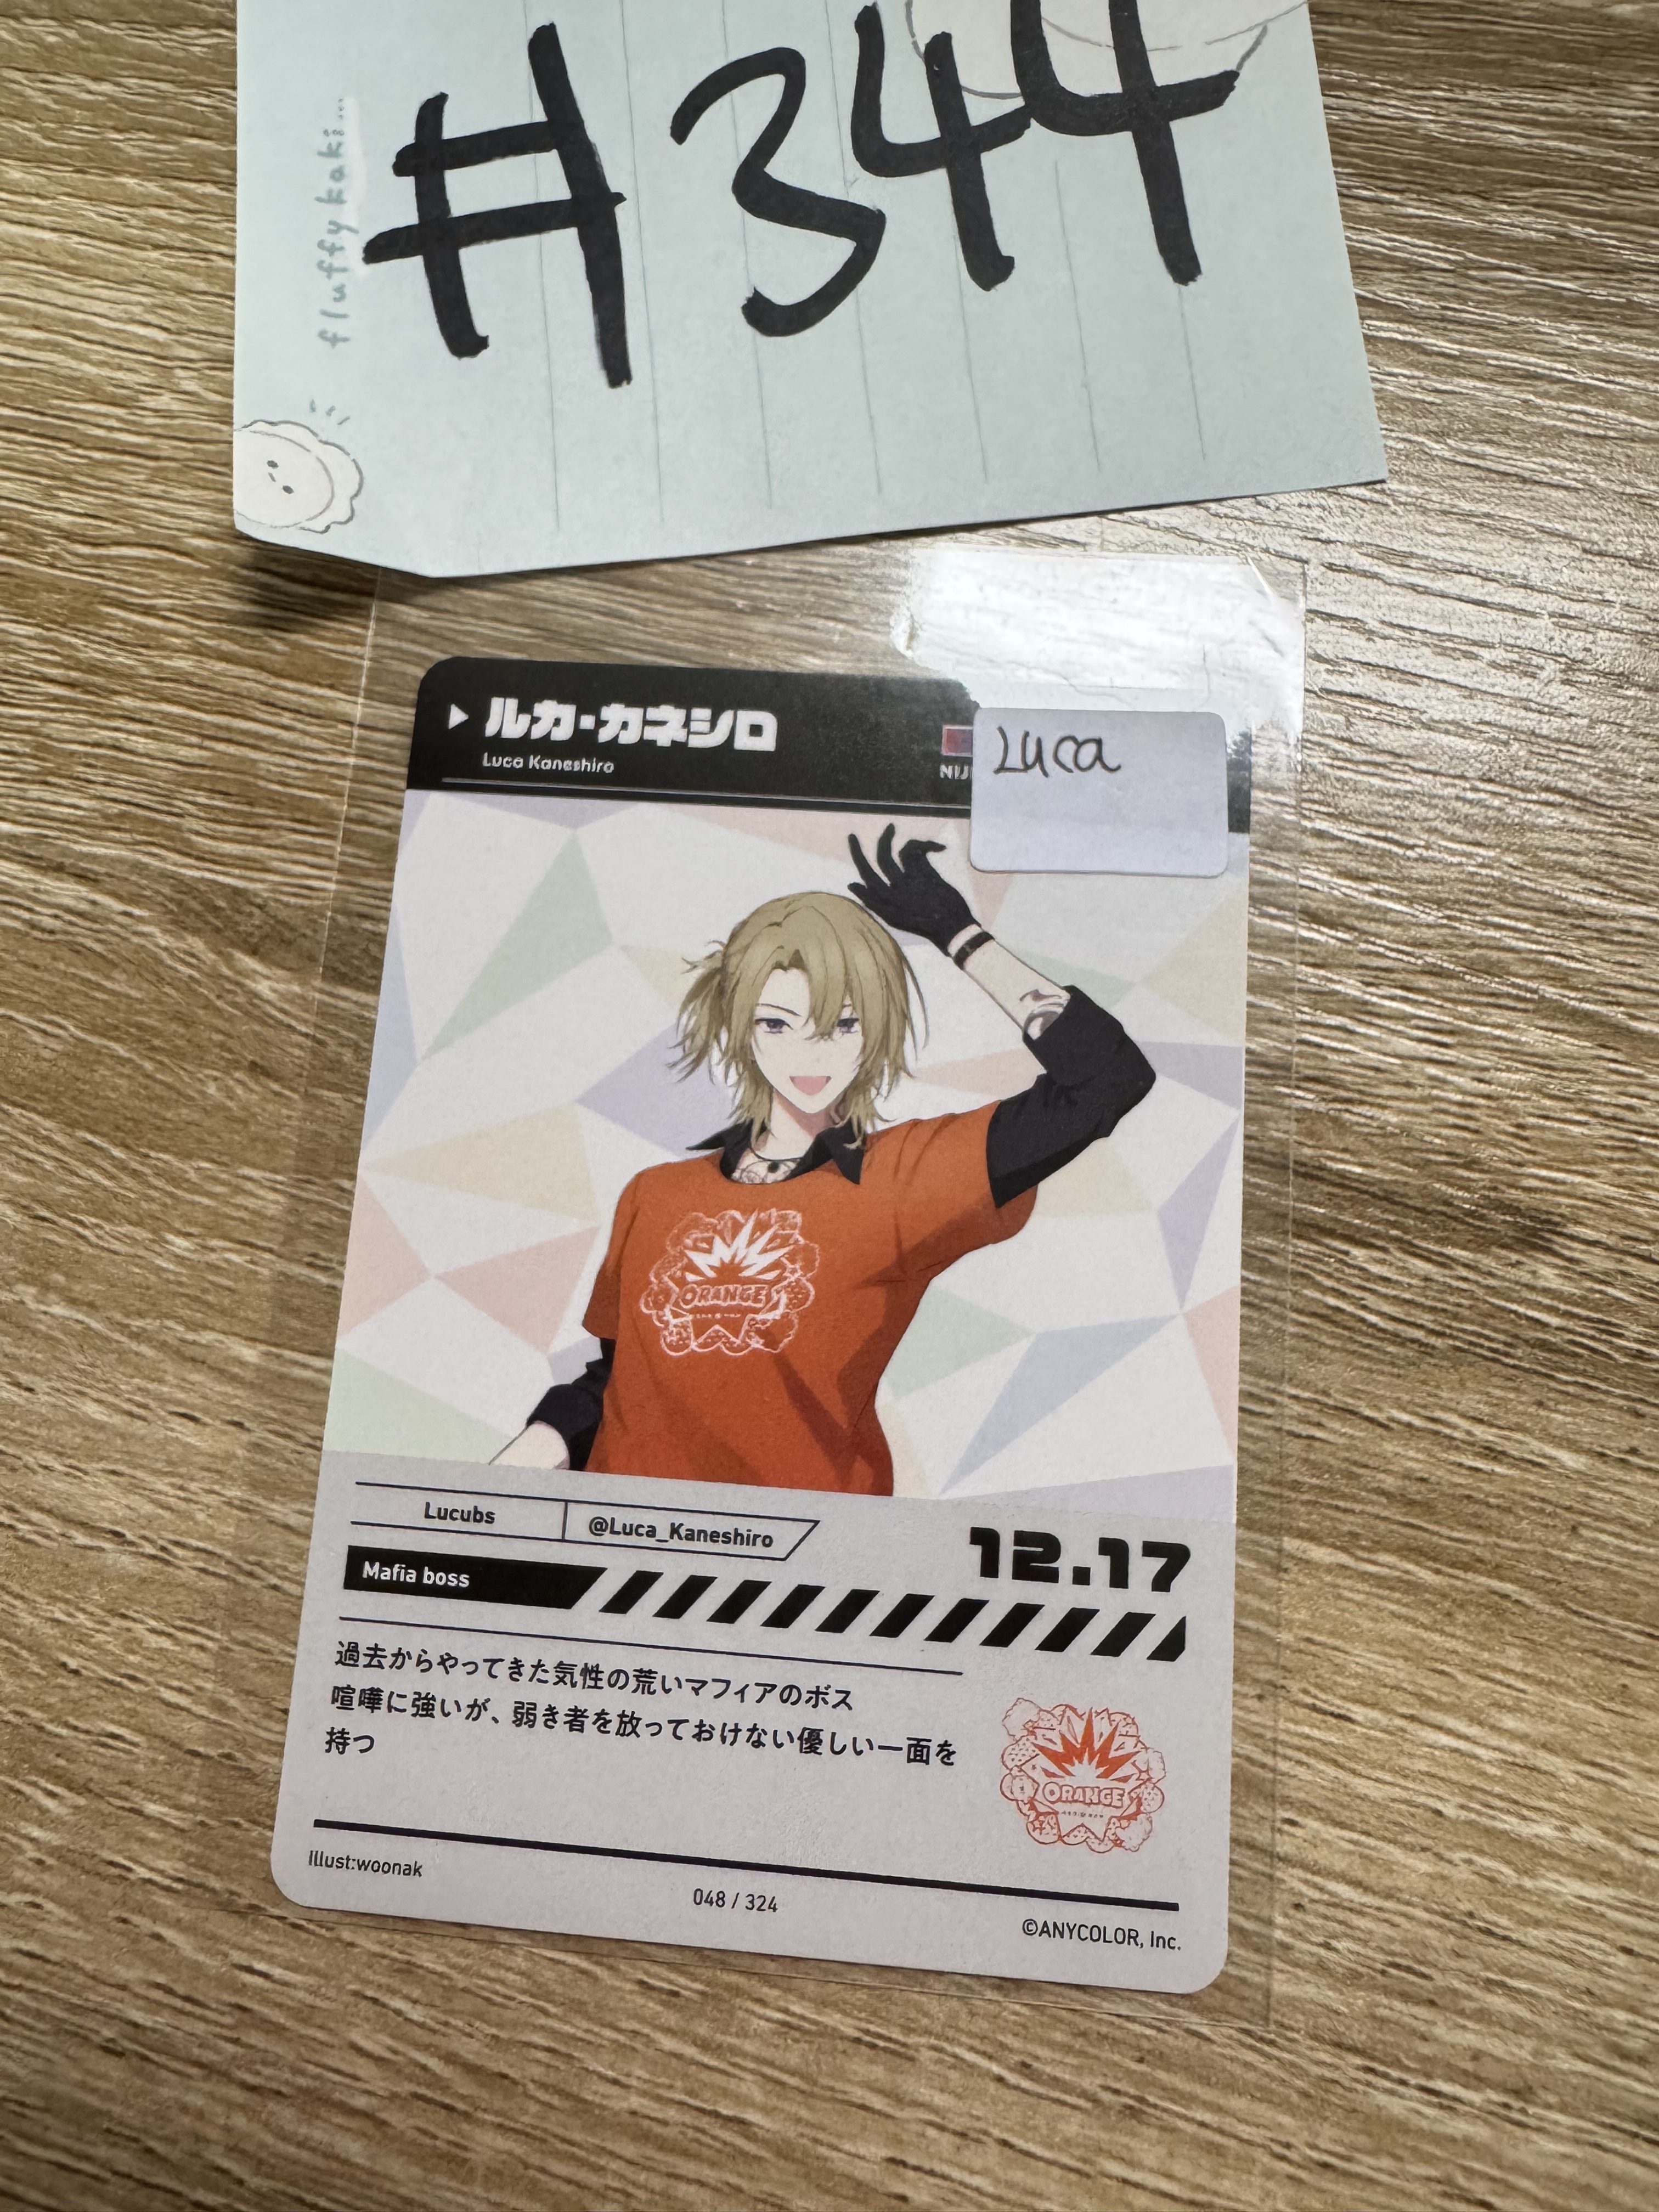 #344
fluffy kaki...
ルカ・カネシロ
Luca Kaneshiro
Luca
ORANGE
Lucubs
@Luca_Kaneshiro
12.17
Mafia boss
過去からやってきた気性の荒いマフィアのボス
喧嘩に強いが、弱き者を放っておけない優しい一面を
持つ
ORANGE
Illust:woonak
048 / 324
©ANYCOLOR, Inc.